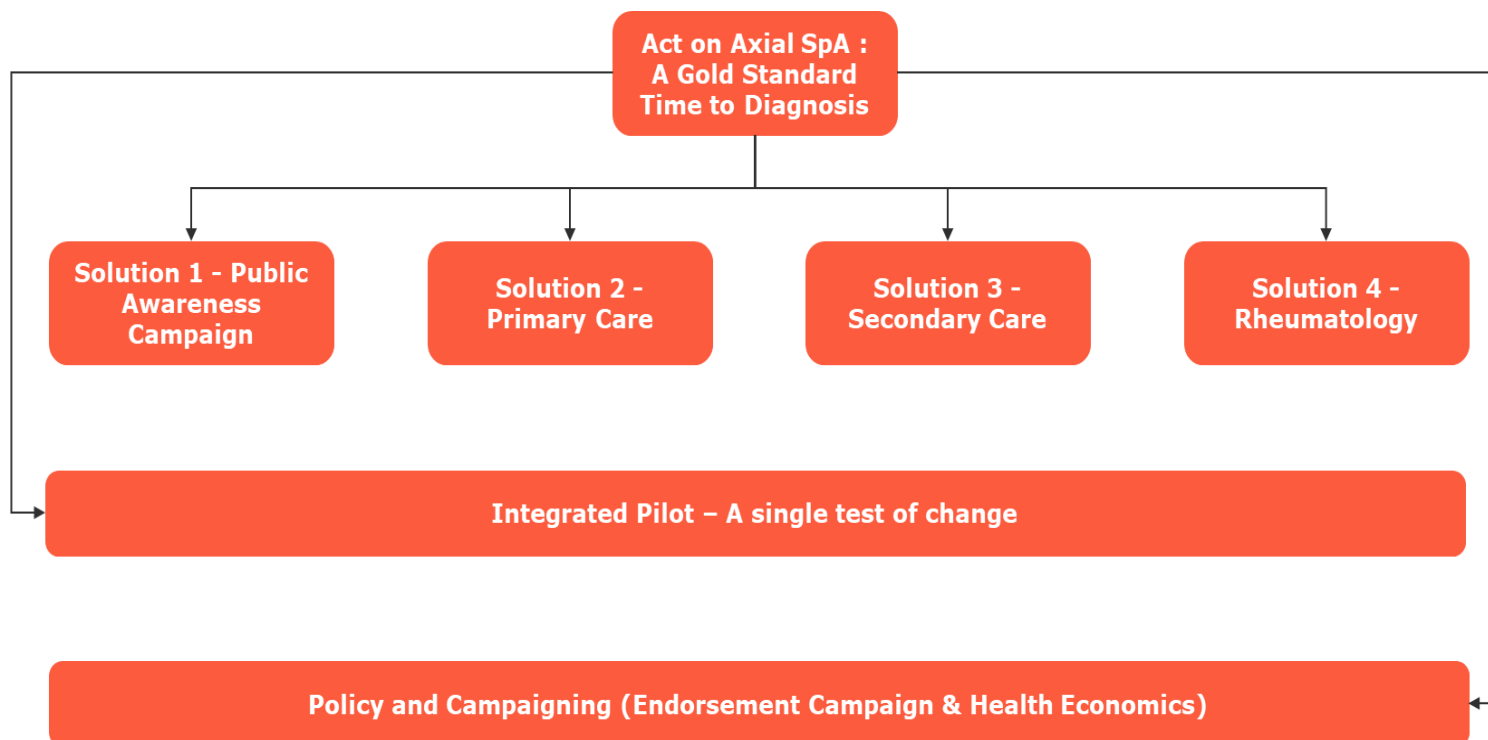 Act on Axial SpA :
A Gold Standard
Time to Diagnosis
Solution 1 - Public
Awareness
Campaign
Solution 2 -
Primary Care
Solution 3 -
Secondary Care
Solution 4 -
Rheumatology
Integrated Pilot – A single test of change
Policy and Campaigning (Endorsement Campaign & Health Economics)